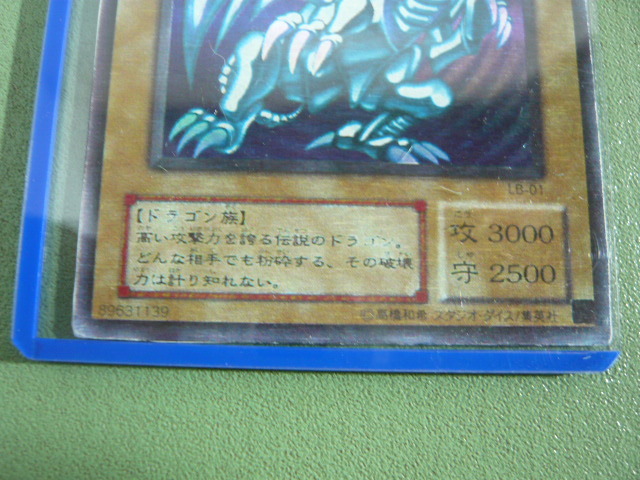 LB-01
【ドラゴン族】
高い攻撃力を誇る伝説のドラゴン。
どんな相手でも粉砕する、その破壊
力は計り知れない。
攻 3000
守 2500
89631139
©高橋和希 スタジオ・ダイス/集英社